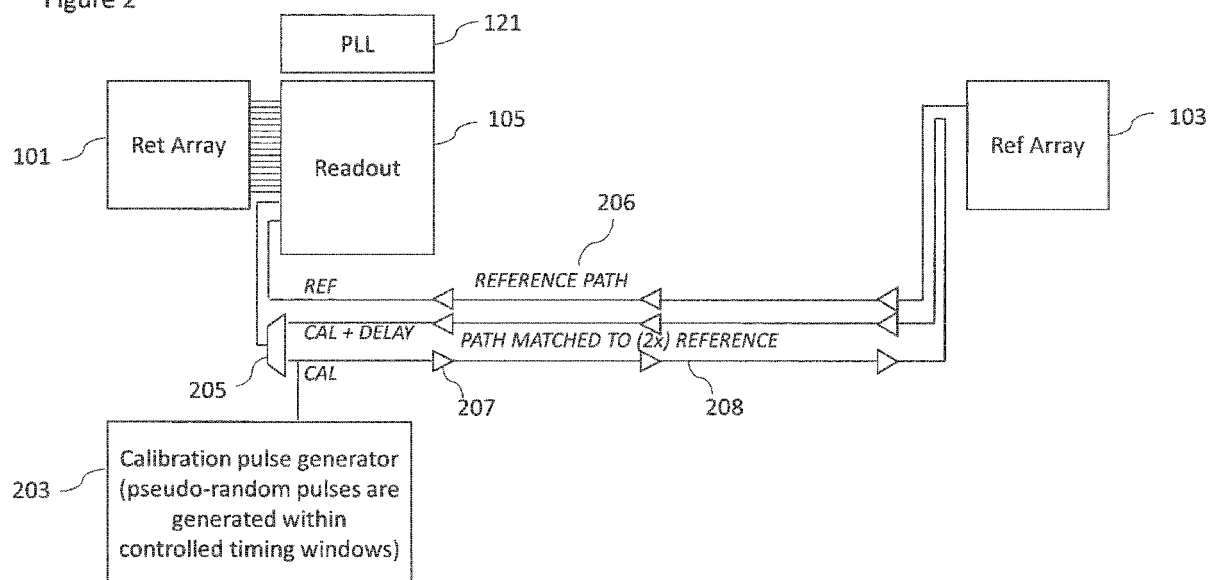 Figure 2
PLL
121
101
Ret Array
Readout
105
Ref Array
103
206
REF
REFERENCE PATH
CAL + DELAY
PATH MATCHED TO (2x) REFERENCE
205
CAL
207
208
203
Calibration pulse generator
(pseudo-random pulses are
generated within
controlled timing windows)